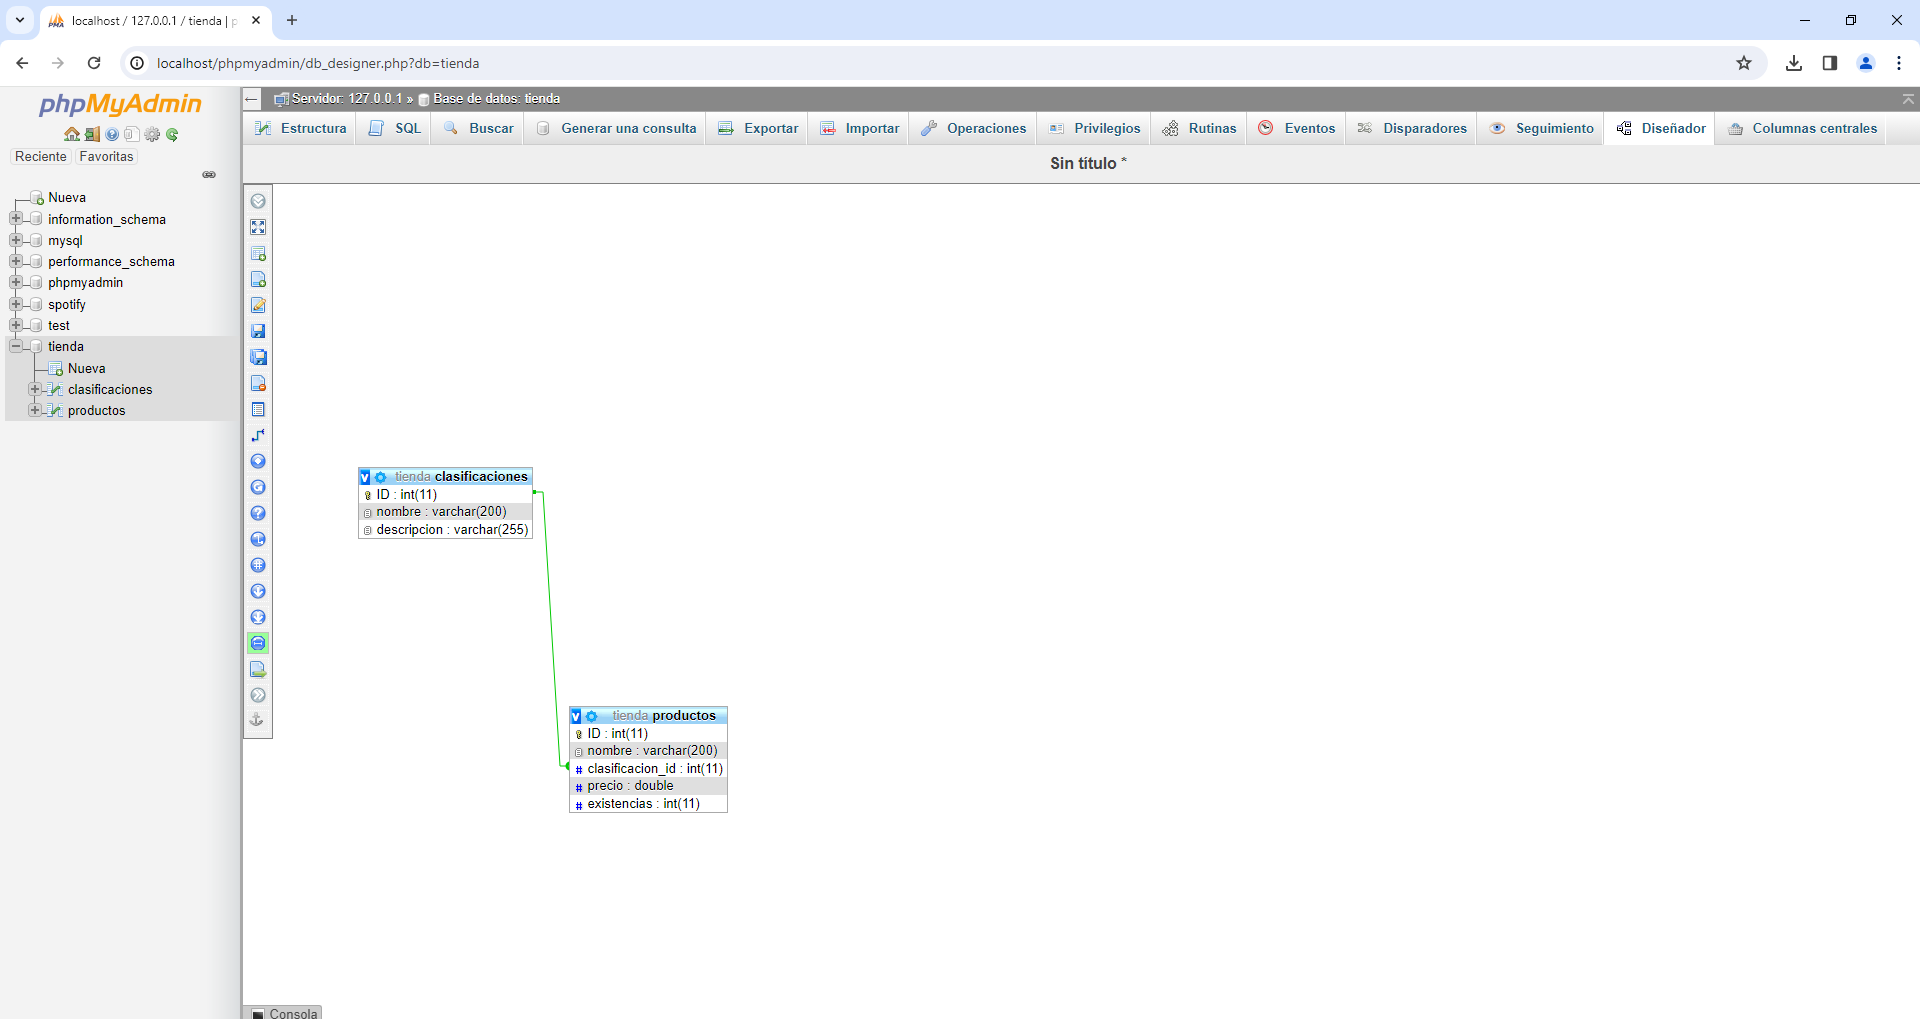 localhost / 127.0.0.1 / tienda | p
localhost/phpmyadmin/db_designer.php?db=tienda
phpMyAdmin
Reciente Favoritas
Nueva
information_schema
mysql
performance_schema
phpmyadmin
spotify
test
tienda
Nueva
clasificaciones
productos
Servidor: 127.0.0.1 » Base de datos: tienda
Estructura SQL Buscar Generar una consulta Exportar Importar Operaciones Privilegios Rutinas Eventos Disparadores Seguimiento Diseñador Columnas centrales
Sin título *
v tienda clasificaciones
ID : int(11)
nombre : varchar(200)
descripcion : varchar(255)
v tienda productos
ID : int(11)
nombre : varchar(200)
# clasificacion_id : int(11)
# precio : double
# existencias : int(11)
Consola